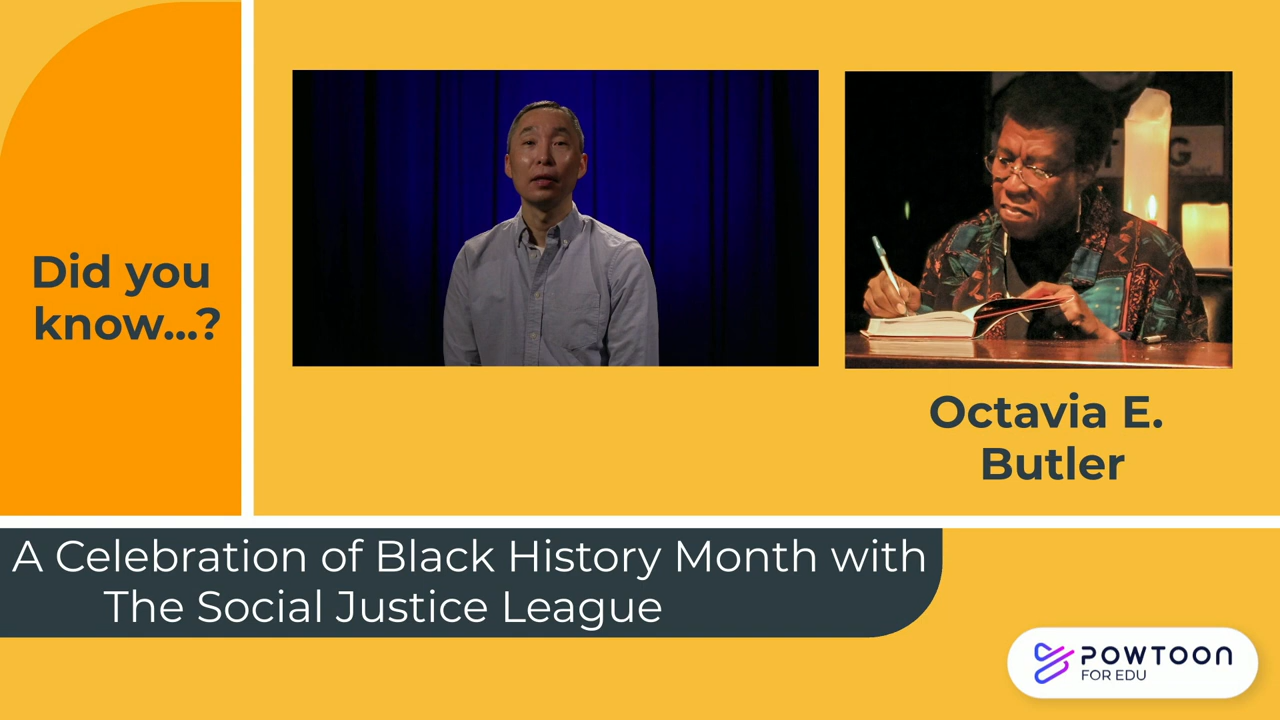 Did you
know...?
Octavia E.
Butler
A Celebration of Black History Month with
The Social Justice League
POWTOON
FOR EDU